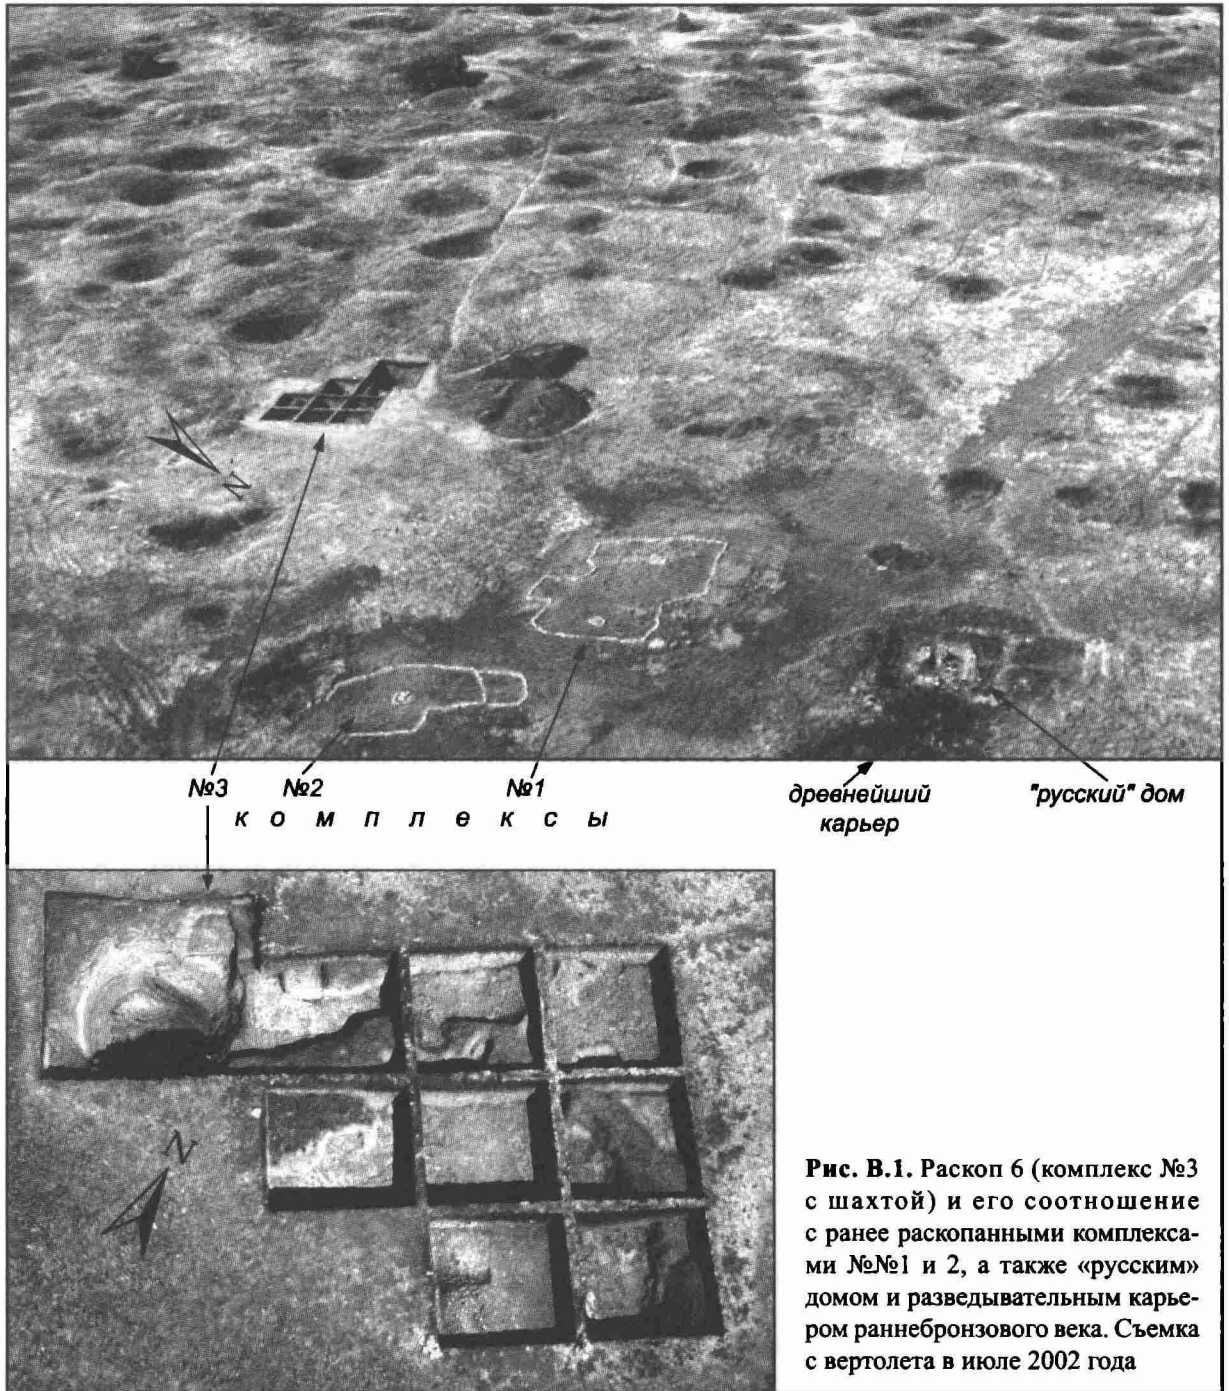 N
№3 №2 №1
к о м п л е к с ы
древнейший
карьер
"русский" дом
N
Рис. В.1. Раскоп 6 (комплекс №3
с шахтой) и его соотношение
с ранее раскопанными комплекса-
ми №№1 и 2, а также «русским»
домом и разведывательным карье-
ром раннебронзового века. Съемка
с вертолета в июле 2002 года